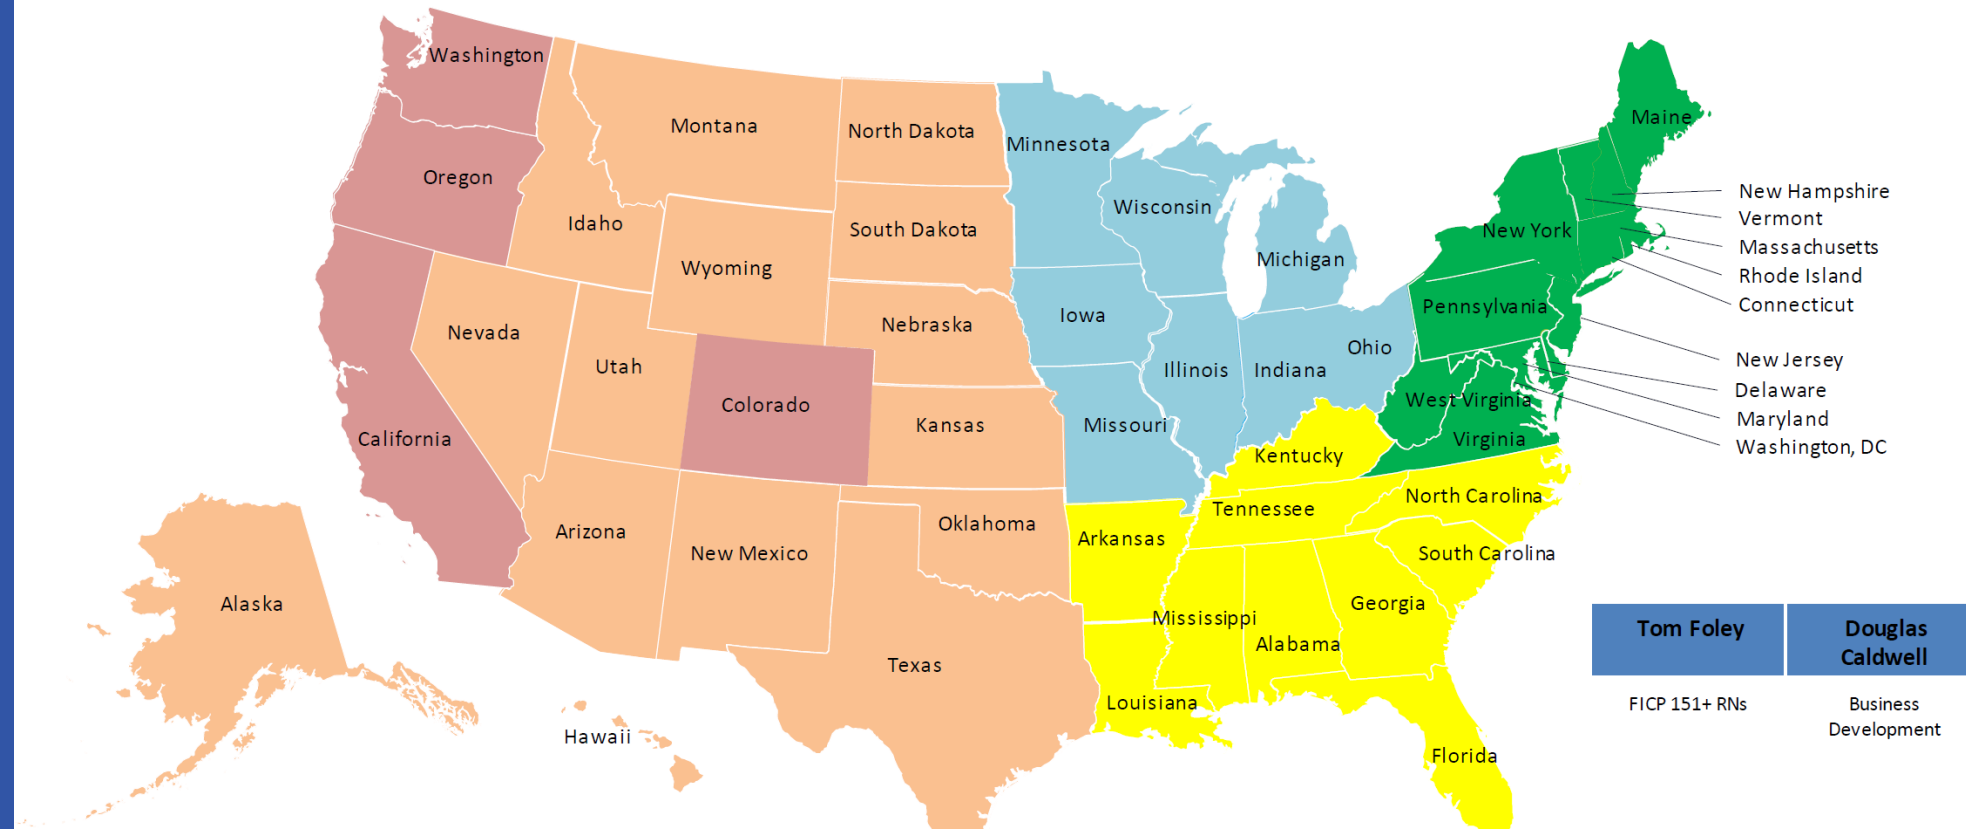 Washington
Oregon
California
Nevada
Idaho
Montana
Wyoming
Utah
Colorado
Arizona
New Mexico
North Dakota
South Dakota
Nebraska
Kansas
Oklahoma
Texas
Alaska
Hawaii
Minnesota
Wisconsin
Michigan
Iowa
Illinois
Indiana
Ohio
Missouri
Kentucky
Tennessee
Arkansas
Mississippi
Alabama
Georgia
Louisiana
Florida
North Carolina
South Carolina
Virginia
West Virginia
Pennsylvania
New York
Maine
New Hampshire
Vermont
Massachusetts
Rhode Island
Connecticut
New Jersey
Delaware
Maryland
Washington, DC
Tom Foley
FICP 151+ RNs
Douglas
Caldwell
Business
Development